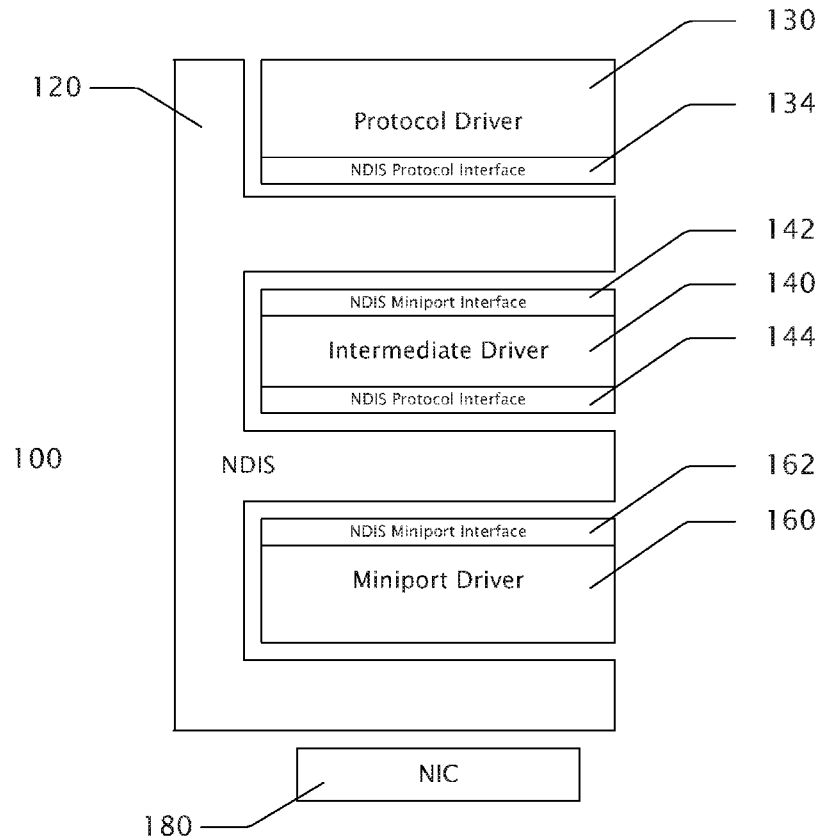 130
120
134
Protocol Driver
NDIS Protocol Interface
142
NDIS Miniport Interface
140
Intermediate Driver
144
NDIS Protocol Interface
100
NDIS
162
NDIS Miniport Interface
160
Miniport Driver
NIC
180